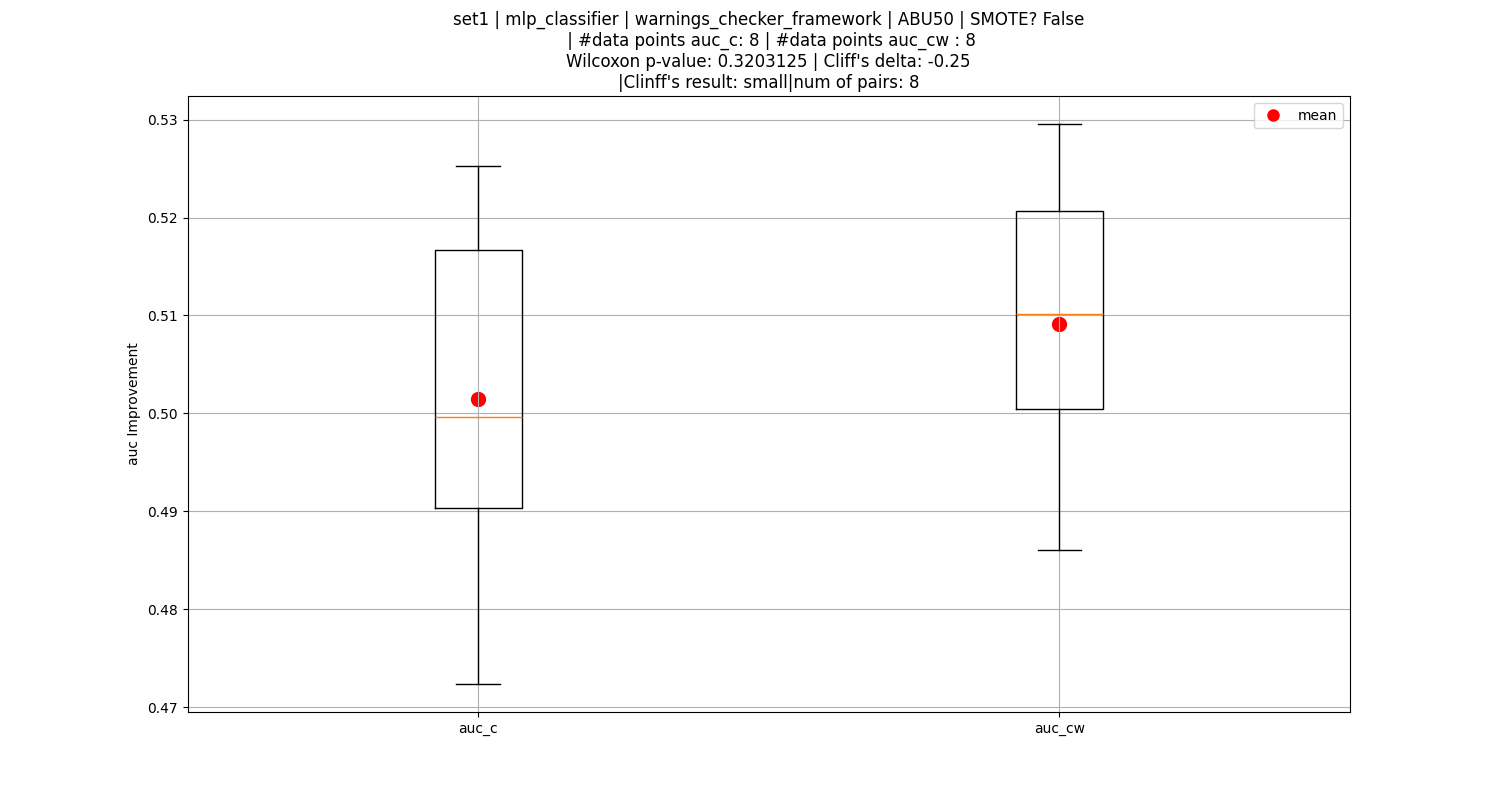 set1 | mlp_classifier | warnings_checker_framework | ABU50 | SMOTE? False
| #data points auc_c: 8 | #data points auc_cw : 8
Wilcoxon p-value: 0.3203125 | Cliff's delta: -0.25
|Clinff's result: small|num of pairs: 8
mean
0.53
0.52
0.51
0.50
0.49
0.48
0.47
auc Improvement
auc_c
auc_cw